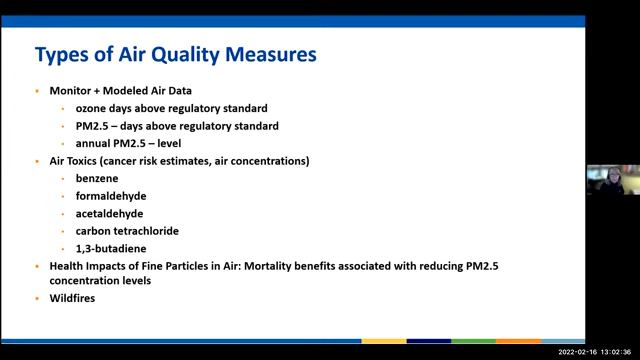 Types of Air Quality Measures
• Monitor + Modeled Air Data
• ozone days above regulatory standard
• PM2.5 – days above regulatory standard
• annual PM2.5 – level
• Air Toxics (cancer risk estimates, air concentrations)
• benzene
• formaldehyde
• acetaldehyde
• carbon tetrachloride
• 1,3-butadiene
• Health Impacts of Fine Particles in Air: Mortality benefits associated with reducing PM2.5
concentration levels
• Wildfires
2022-02-16 13:02:36